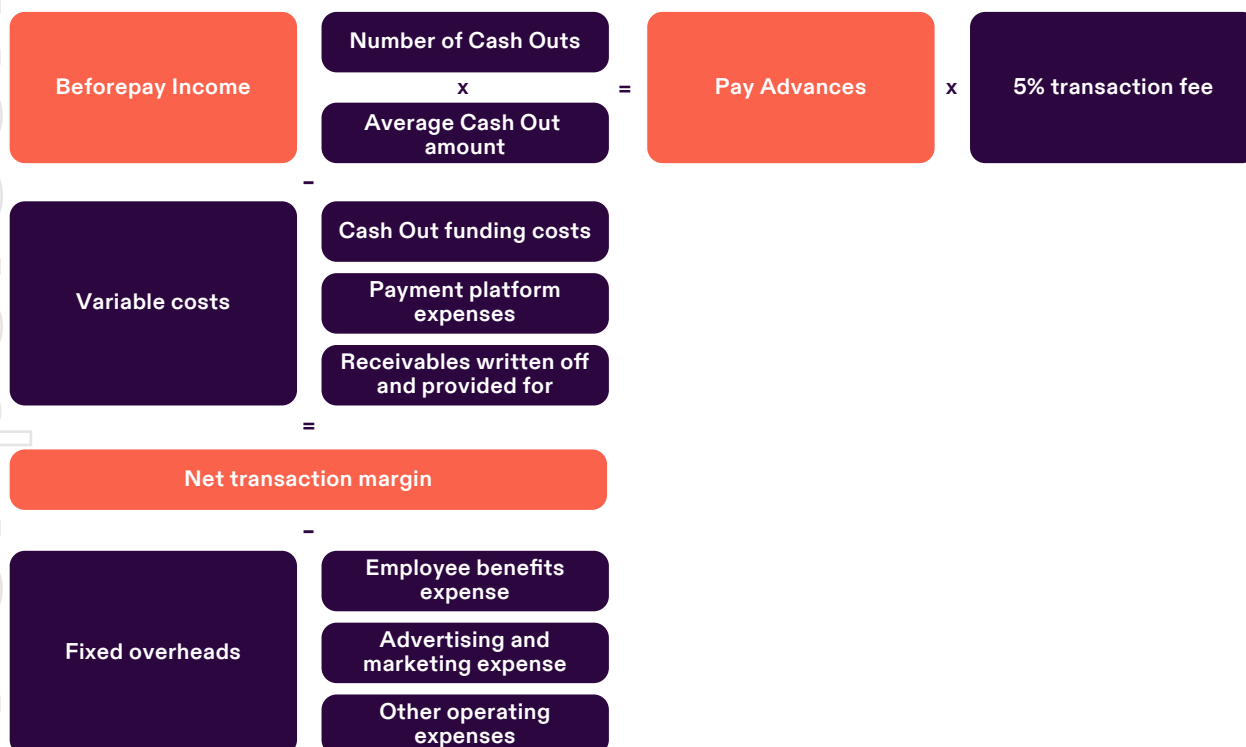 Beforepay Income
Number of Cash Outs
x
Average Cash Out
amount
=
Pay Advances
x
5% transaction fee
–
Variable costs
Cash Out funding costs
Payment platform
expenses
Receivables written off
and provided for
=
Net transaction margin
–
Fixed overheads
Employee benefits
expense
Advertising and
marketing expense
Other operating
expenses